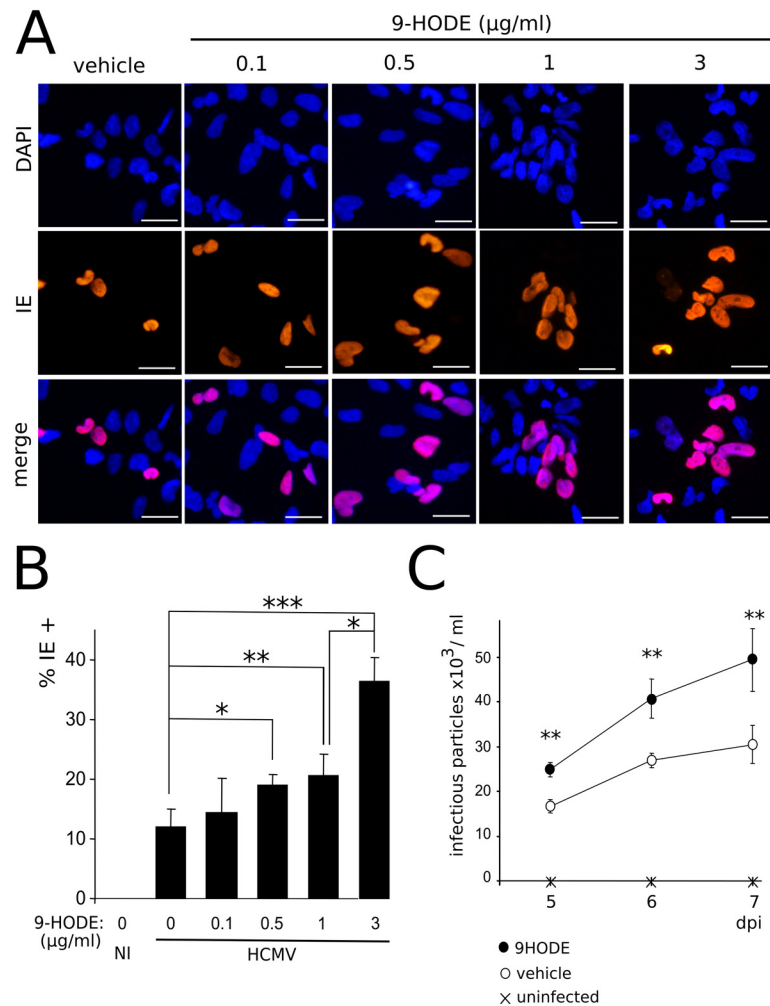 A
9-HODE (µg/ml)
vehicle 0.1 0.5 1 3
DAPI
IE
merge
B
% IE +
***
*
**
*
40
30
20
10
0
9-HODE: 0 0 0.1 0.5 1 3
(µg/ml)
NI HCMV
C
infectious particles x10³/ ml
**
**
**
50
40
30
20
10
0
5 6 7
dpi
9HODE
vehicle
uninfected